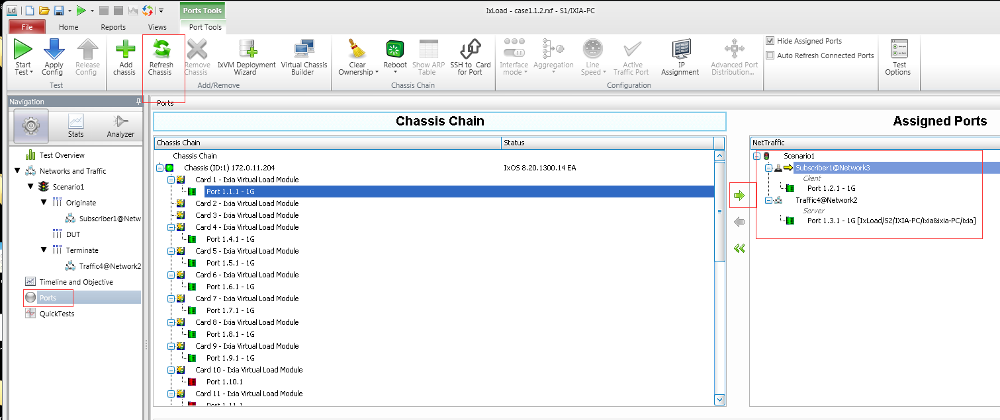 Ld
Ports Tools
IxLoad - case1.1.2.rxf - S1/IXIA-PC
File Home Reports Views Port Tools
Start Test Apply Config Release Config Add chassis Refresh Chassis Remove Chassis IxVM Deployment Wizard Virtual Chassis Builder Clear Ownership Reboot Show ARP Table SSH to Card for Port Interface mode Aggregation Line Speed Active Traffic Port IP Assignment Advanced Port Distribution... Test Options
Hide Assigned Ports
Auto Refresh Connected Ports
Test Add/Remove Chassis Chain Configuration
Navigation
Stats Analyzer
Test Overview
Networks and Traffic
Scenario1
Originate
Subscriber1@Netw
DUT
Terminate
Traffic4@Network2
Timeline and Objective
Ports
QuickTests
Ports
Chassis Chain
Chassis Chain Status
Chassis Chain
Chassis (ID:1) 172.0.11.204 IxOS 8.20.1300.14 EA
Card 1 - Ixia Virtual Load Module
Port 1.1.1 - 1G
Card 2 - Ixia Virtual Load Module
Card 3 - Ixia Virtual Load Module
Card 4 - Ixia Virtual Load Module
Port 1.4.1 - 1G
Card 5 - Ixia Virtual Load Module
Port 1.5.1 - 1G
Card 6 - Ixia Virtual Load Module
Port 1.6.1 - 1G
Card 7 - Ixia Virtual Load Module
Port 1.7.1 - 1G
Card 8 - Ixia Virtual Load Module
Port 1.8.1 - 1G
Card 9 - Ixia Virtual Load Module
Port 1.9.1 - 1G
Card 10 - Ixia Virtual Load Module
Port 1.10.1
Card 11 - Ixia Virtual Load Module
Port 1.11.1
Assigned Ports
NetTraffic
Scenario1
Subscriber1@Network3
Client
Port 1.2.1 - 1G
Traffic4@Network2
Server
Port 1.3.1 - 1G [IxLoad/S2/IXIA-PC/ixia&ixia-PC/ixia]